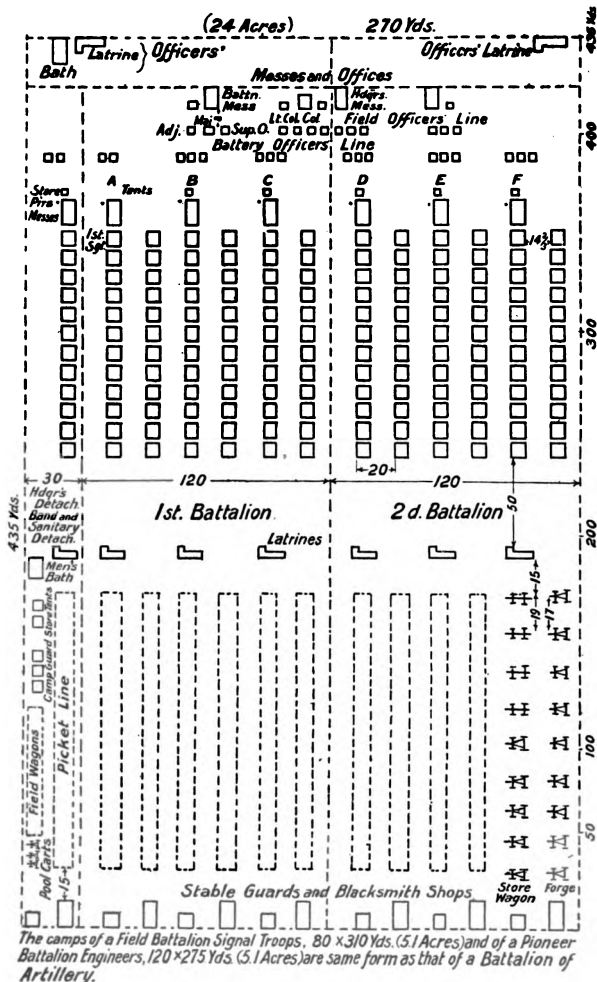 (24 Acres) 270 Yds.
435 Yds.
Latrine } Officers'
Officers' Latrine
Bath
Messes and Offices
Battn. Mess
Hdqrs. Mess.
Maj.
Lt. Col. Col.
Field Officers' Line
Adj. Sup. O.
400
Battery Officers' Line
Store
A Tents B C D E F
Messes
1st. Sgt.
14⅔
300
30 120 20 120
50
Hdqr's Detach. Band and Sanitary Detach.
435 Yds.
1st. Battalion 2d. Battalion
200
Latrines
Men's Bath
15
19
17
Camp Guard Store Tents
Picket Line
Field Wagons
100
50
Pool Carts
15
Stable Guards and Blacksmith Shops
Store Wagon
Forge
The camps of a Field Battalion Signal Troops, 80 x 310 Yds. (5.1 Acres) and of a Pioneer
Battalion Engineers, 120 x 275 Yds. (5.1 Acres) are same form as that of a Battalion of
Artillery.